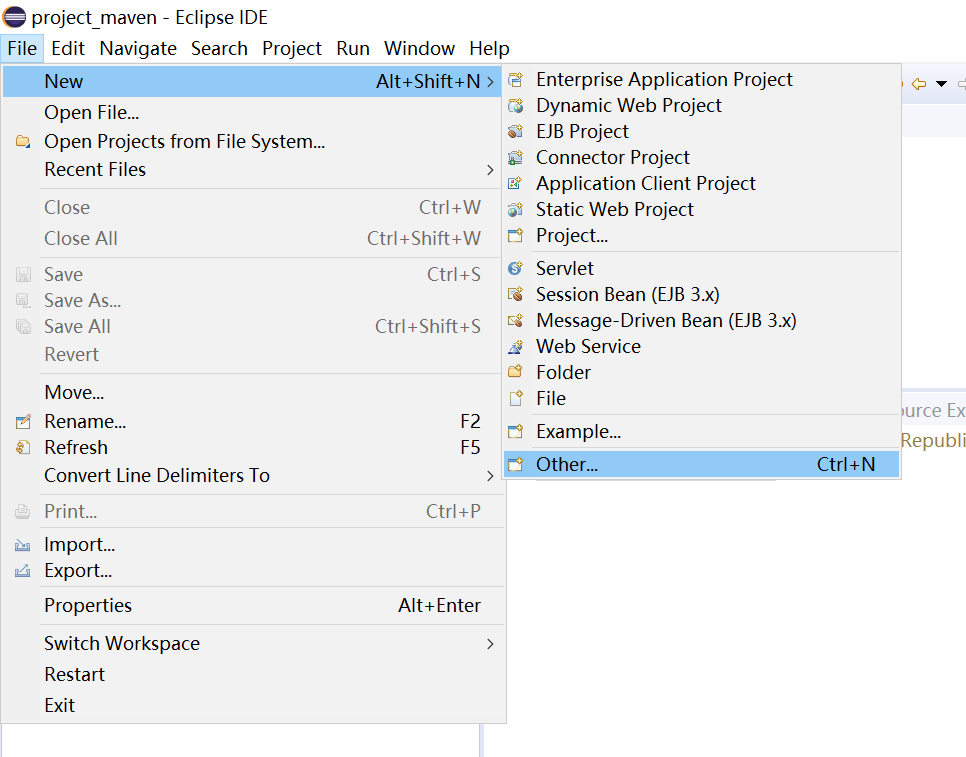 project_maven - Eclipse IDE
File Edit Navigate Search Project Run Window Help
New Alt+Shift+N
Open File...
Open Projects from File System...
Recent Files
Close Ctrl+W
Close All Ctrl+Shift+W
Save Ctrl+S
Save As...
Save All Ctrl+Shift+S
Revert
Move...
Rename... F2
Refresh F5
Convert Line Delimiters To
Print... Ctrl+P
Import...
Export...
Properties Alt+Enter
Switch Workspace
Restart
Exit
Enterprise Application Project
Dynamic Web Project
EJB Project
Connector Project
Application Client Project
Static Web Project
Project...
Servlet
Session Bean (EJB 3.x)
Message-Driven Bean (EJB 3.x)
Web Service
Folder
File
Example...
Other... Ctrl+N